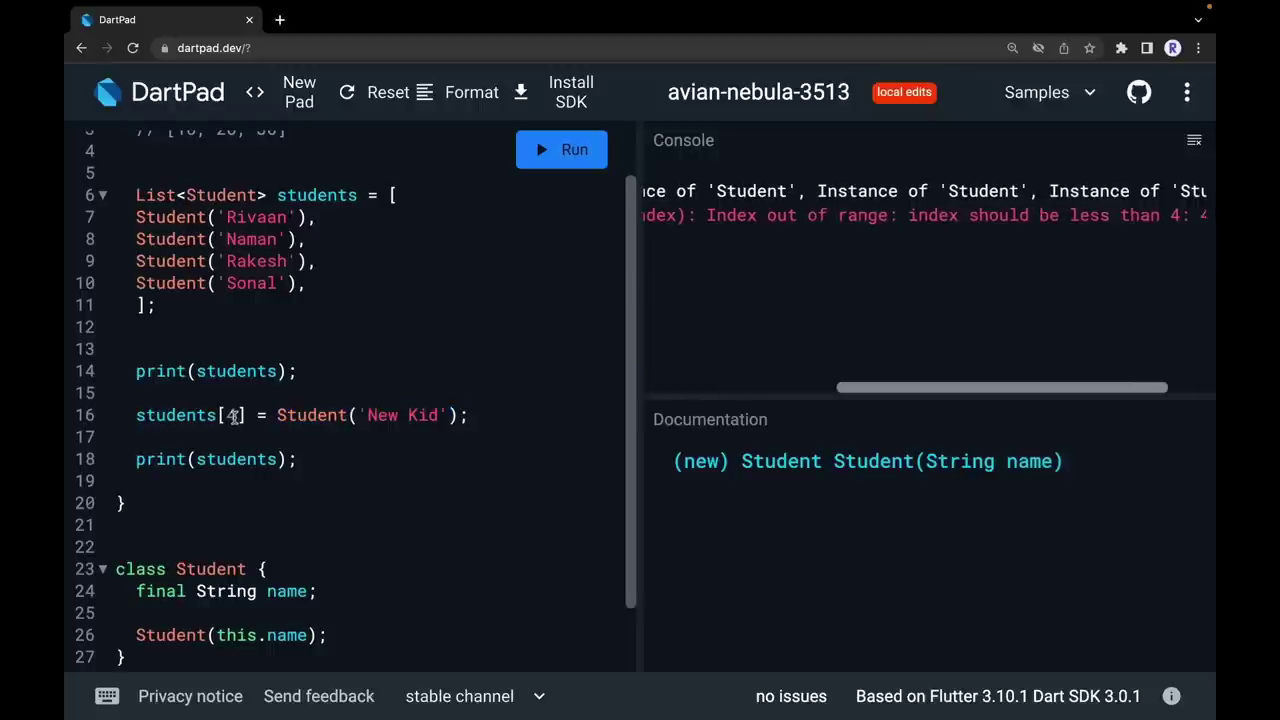 DartPad
dartpad.dev/?
DartPad
<> New Pad
Reset
Format
Install SDK
avian-nebula-3513
local edits
Samples
Run
Console
4
5
6 List<Student> students = [
7 Student('Rivaan'),
8 Student('Naman'),
9 Student('Rakesh'),
10 Student('Sonal'),
11 ];
12
13
14 print(students);
15
16 students[4] = Student('New Kid');
17
18 print(students);
19
20 }
21
22
23 class Student {
24 final String name;
25
26 Student(this.name);
27 }
nce of 'Student', Instance of 'Student', Instance of 'Stu
ndex): Index out of range: index should be less than 4: 4
Documentation
(new) Student Student(String name)
Privacy notice
Send feedback
stable channel
no issues
Based on Flutter 3.10.1 Dart SDK 3.0.1